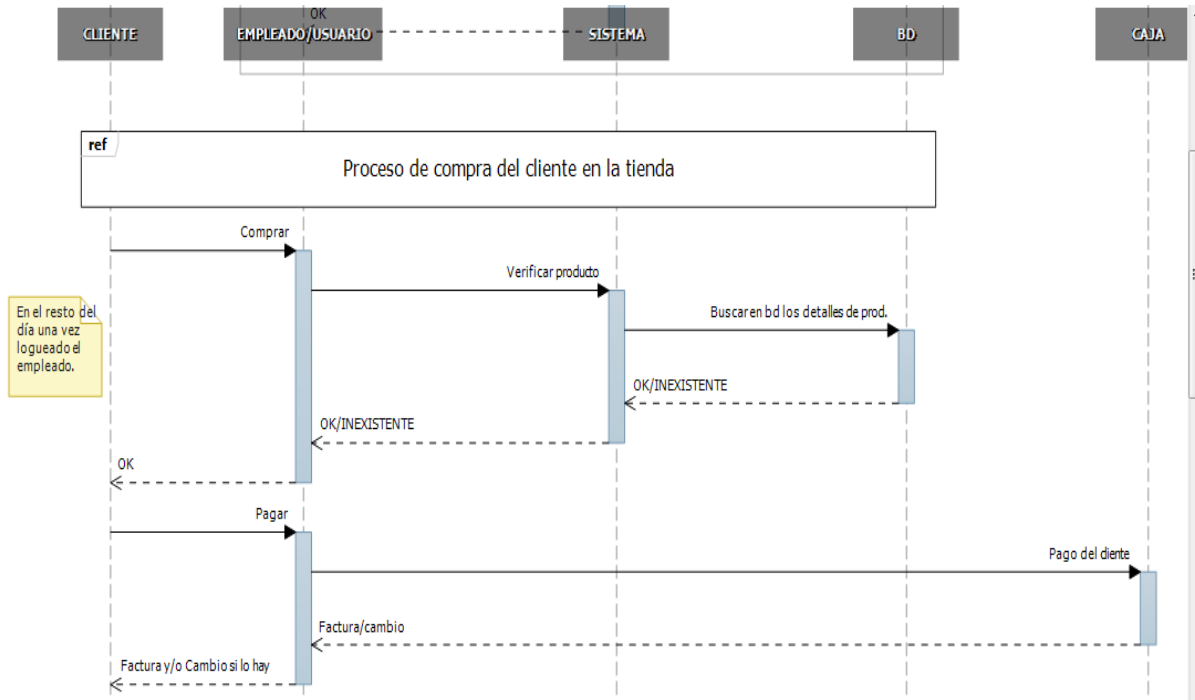 OK
CLIENTE
EMPLEADO/USUARIO
SISTEMA
BD
CAJA
ref
Proceso de compra del cliente en la tienda
Comprar
Verificar producto
En el resto del
día una vez
logueado el
empleado.
Buscar en bd los detalles de prod.
OK/INEXISTENTE
OK/INEXISTENTE
OK
Pagar
Pago del cliente
Factura/cambio
Factura y/o Cambio si lo hay